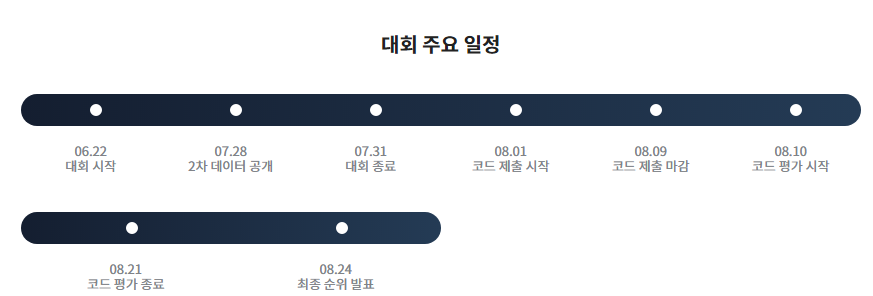 대회 주요 일정
06.22
대회 시작
07.28
2차 데이터 공개
07.31
대회 종료
08.01
코드 제출 시작
08.09
코드 제출 마감
08.10
코드 평가 시작
08.21
코드 평가 종료
08.24
최종 순위 발표